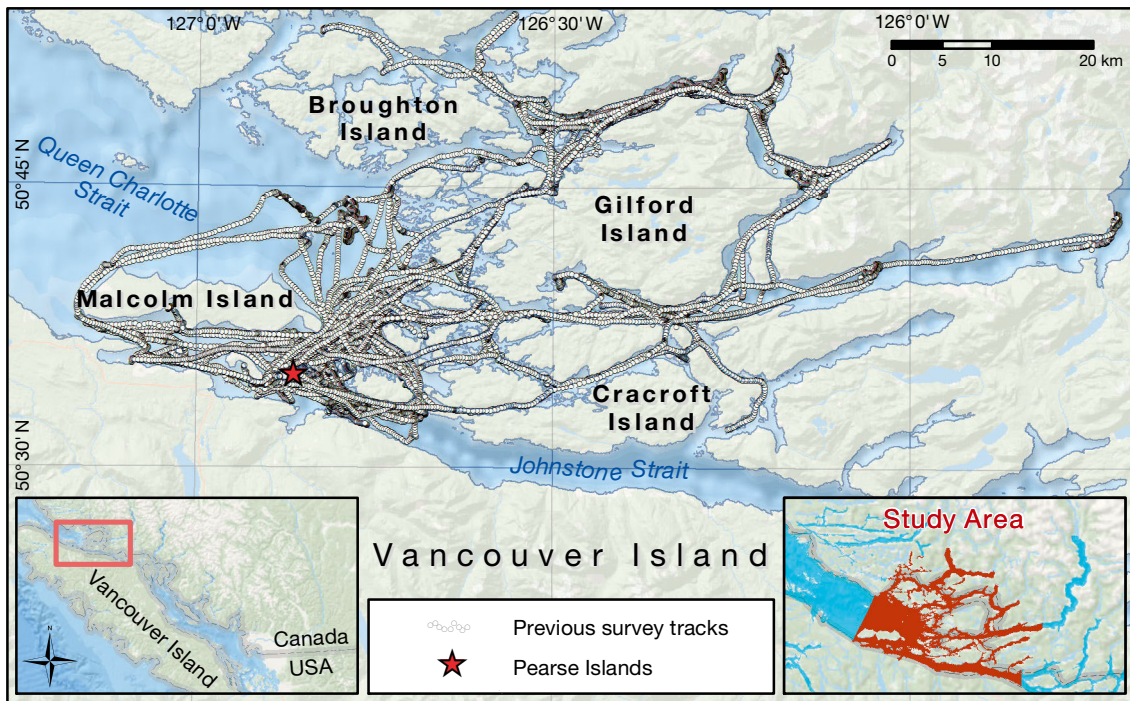 127°0' W
126°30' W
126°0' W
0 5 10 20 km
Broughton
Island
Queen Charlotte
Strait
50°45' N
Gilford
Island
Malcolm Island
Cracroft
Island
50°30' N
Johnstone Strait
Vancouver Island
Study Area
Vancouver Island
Canada
USA
N
Previous survey tracks
Pearse Islands